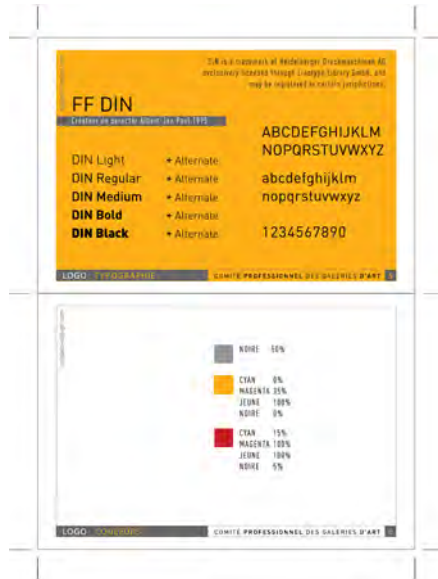 DIN is a trademark of Heidelberger Druckmaschinen AG
exclusively licensed through Linotype Library GmbH, and
may be registered in certain jurisdictions.
FF DIN
Albert-Jan Pool 1995
ABCDEFGHIJKLM
NOPQRSTUVWXYZ
DIN Light + Alternate
DIN Regular + Alternate
DIN Medium + Alternate
DIN Bold + Alternate
DIN Black + Alternate
abcdefghijklm
nopqrstuvwxyz
1234567890
LOGO TYPOGRAPHIE
COMITÉ PROFESSIONNEL DES GALERIES D'ART
NOIRE 50%
CYAN 0%
MAGENTA 35%
JEUNE 100%
NOIRE 0%
CYAN 15%
MAGENTA 100%
JEUNE 100%
NOIRE 5%
LOGO COULEURS
COMITÉ PROFESSIONNEL DES GALERIES D'ART